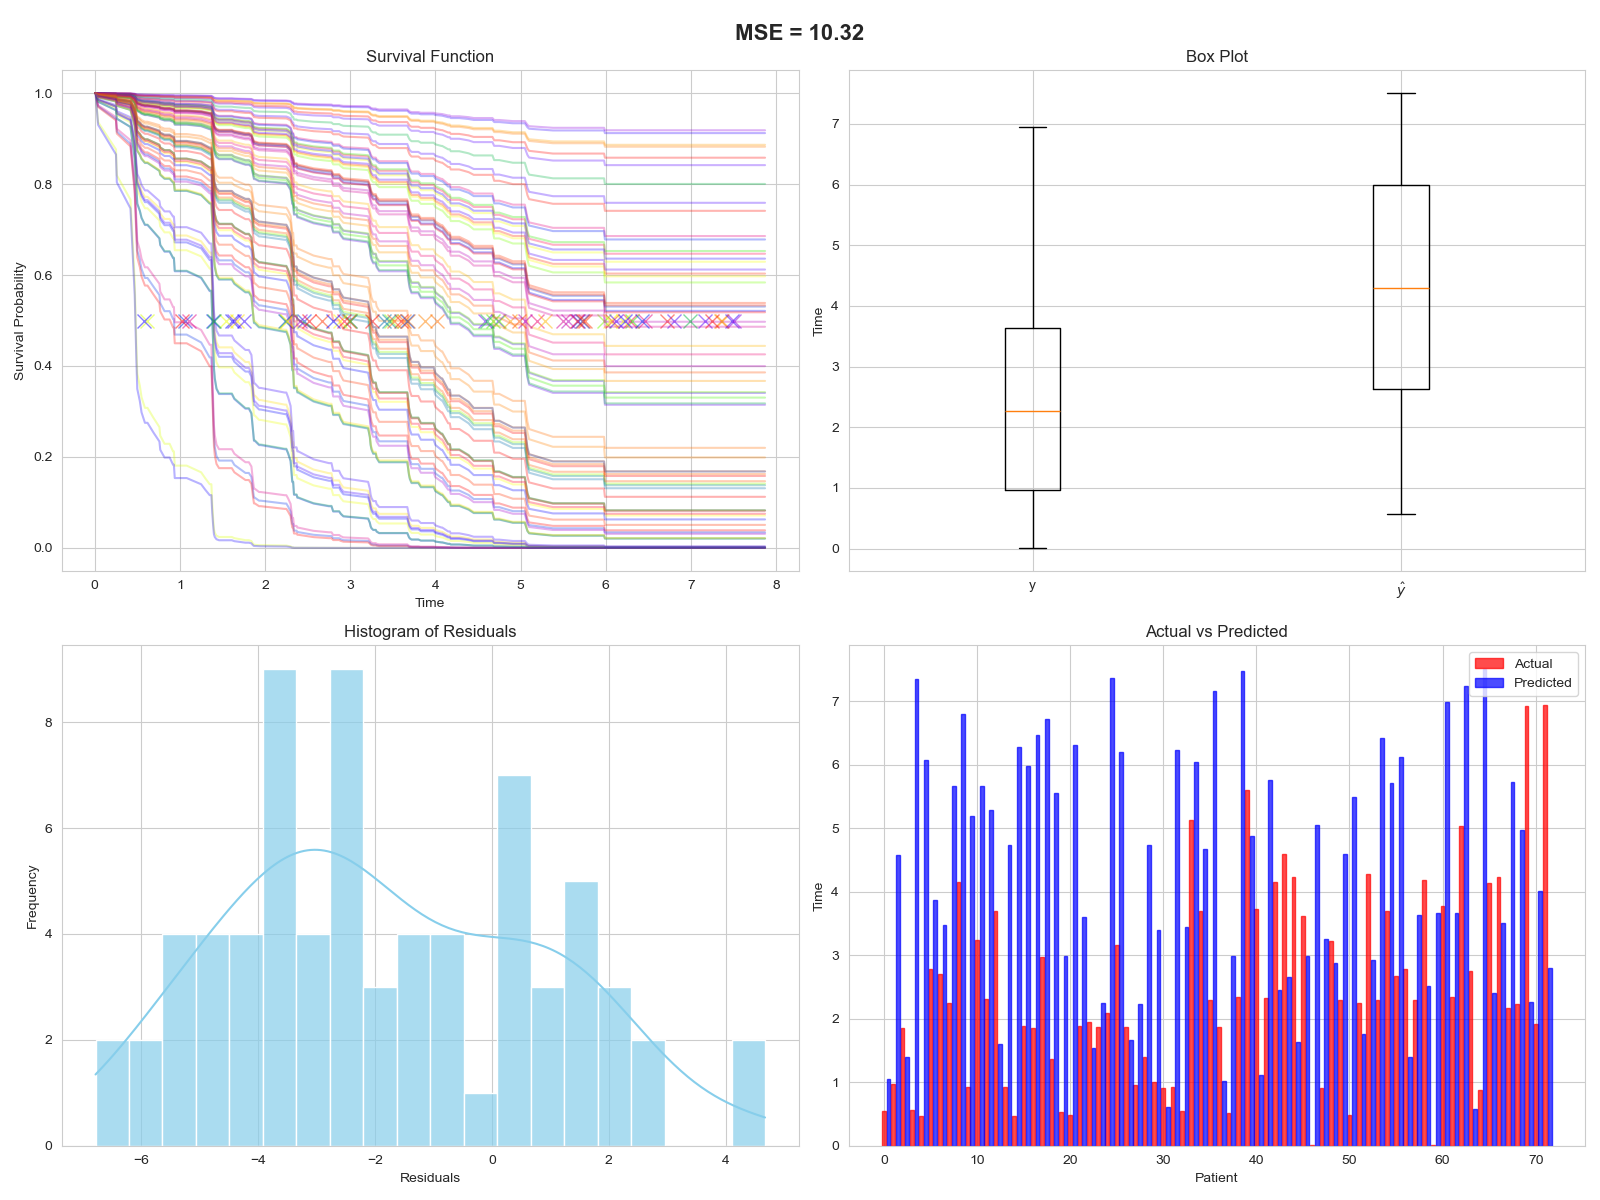 MSE = 10.32
Survival Function
Survival Probability
1.0
0.8
0.6
0.4
0.2
0.0
0 1 2 3 4 5 6 7 8
Time
Box Plot
Time
7
6
5
4
3
2
1
0
y ŷ
Histogram of Residuals
Frequency
8
6
4
2
0
−6 −4 −2 0 2 4
Residuals
Actual vs Predicted
Actual
Predicted
Time
7
6
5
4
3
2
1
0
0 10 20 30 40 50 60 70
Patient